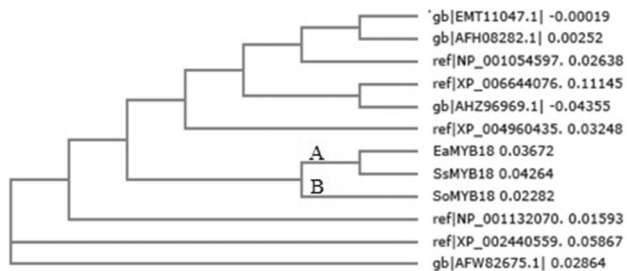 `gb|EMT11047.1| -0.00019
gb|AFH08282.1| 0.00252
ref|NP_001054597. 0.02638
ref|XP_006644076. 0.11145
gb|AHZ96969.1| -0.04355
ref|XP_004960435. 0.03248
A
EaMYB18 0.03672
SsMYB18 0.04264
B
SoMYB18 0.02282
ref|NP_001132070. 0.01593
ref|XP_002440559. 0.05867
gb|AFW82675.1| 0.02864